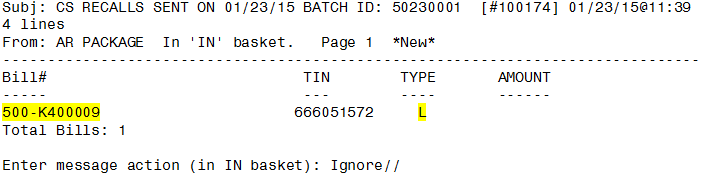 Subj: CS RECALLS SENT ON 01/23/15 BATCH ID: 50230001  [#100174] 01/23/15@11:39
4 lines
From: AR PACKAGE  In 'IN' basket.   Page 1  *New*
-------------------------------------------------------------------------------
Bill#                                TIN         TYPE        AMOUNT
-----                                ---         ----        ------
500-K400009                         666051572     L
Total Bills: 1
Enter message action (in IN basket): Ignore//